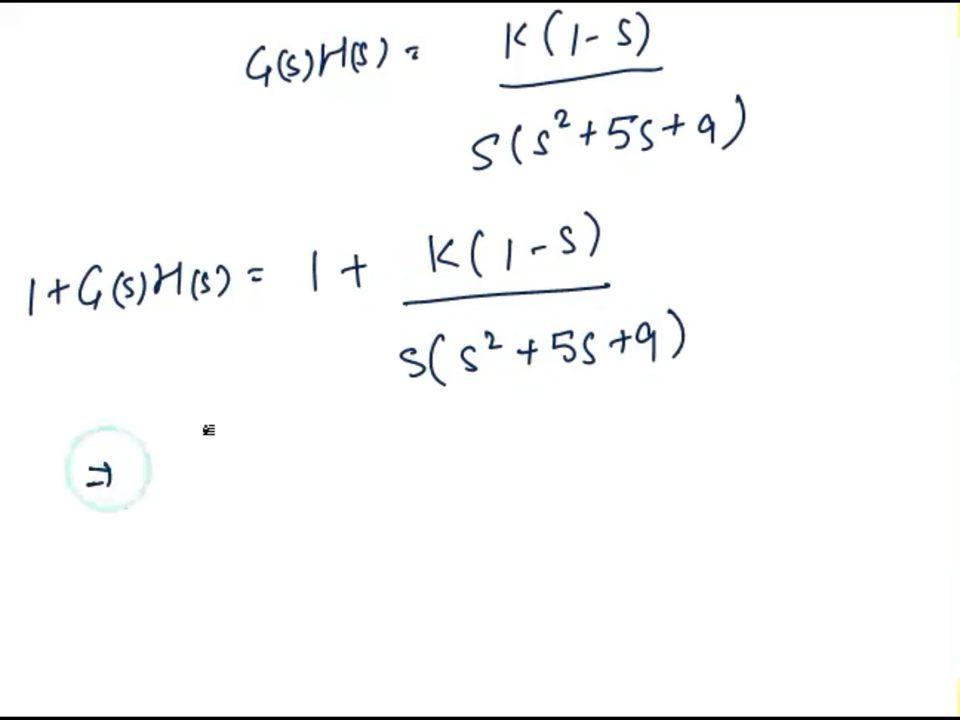 G(s)H(s) = K(1-s) / s(s²+5s+9)
1+G(s)H(s) = 1 + K(1-s) / s(s²+5s+9)
⇒